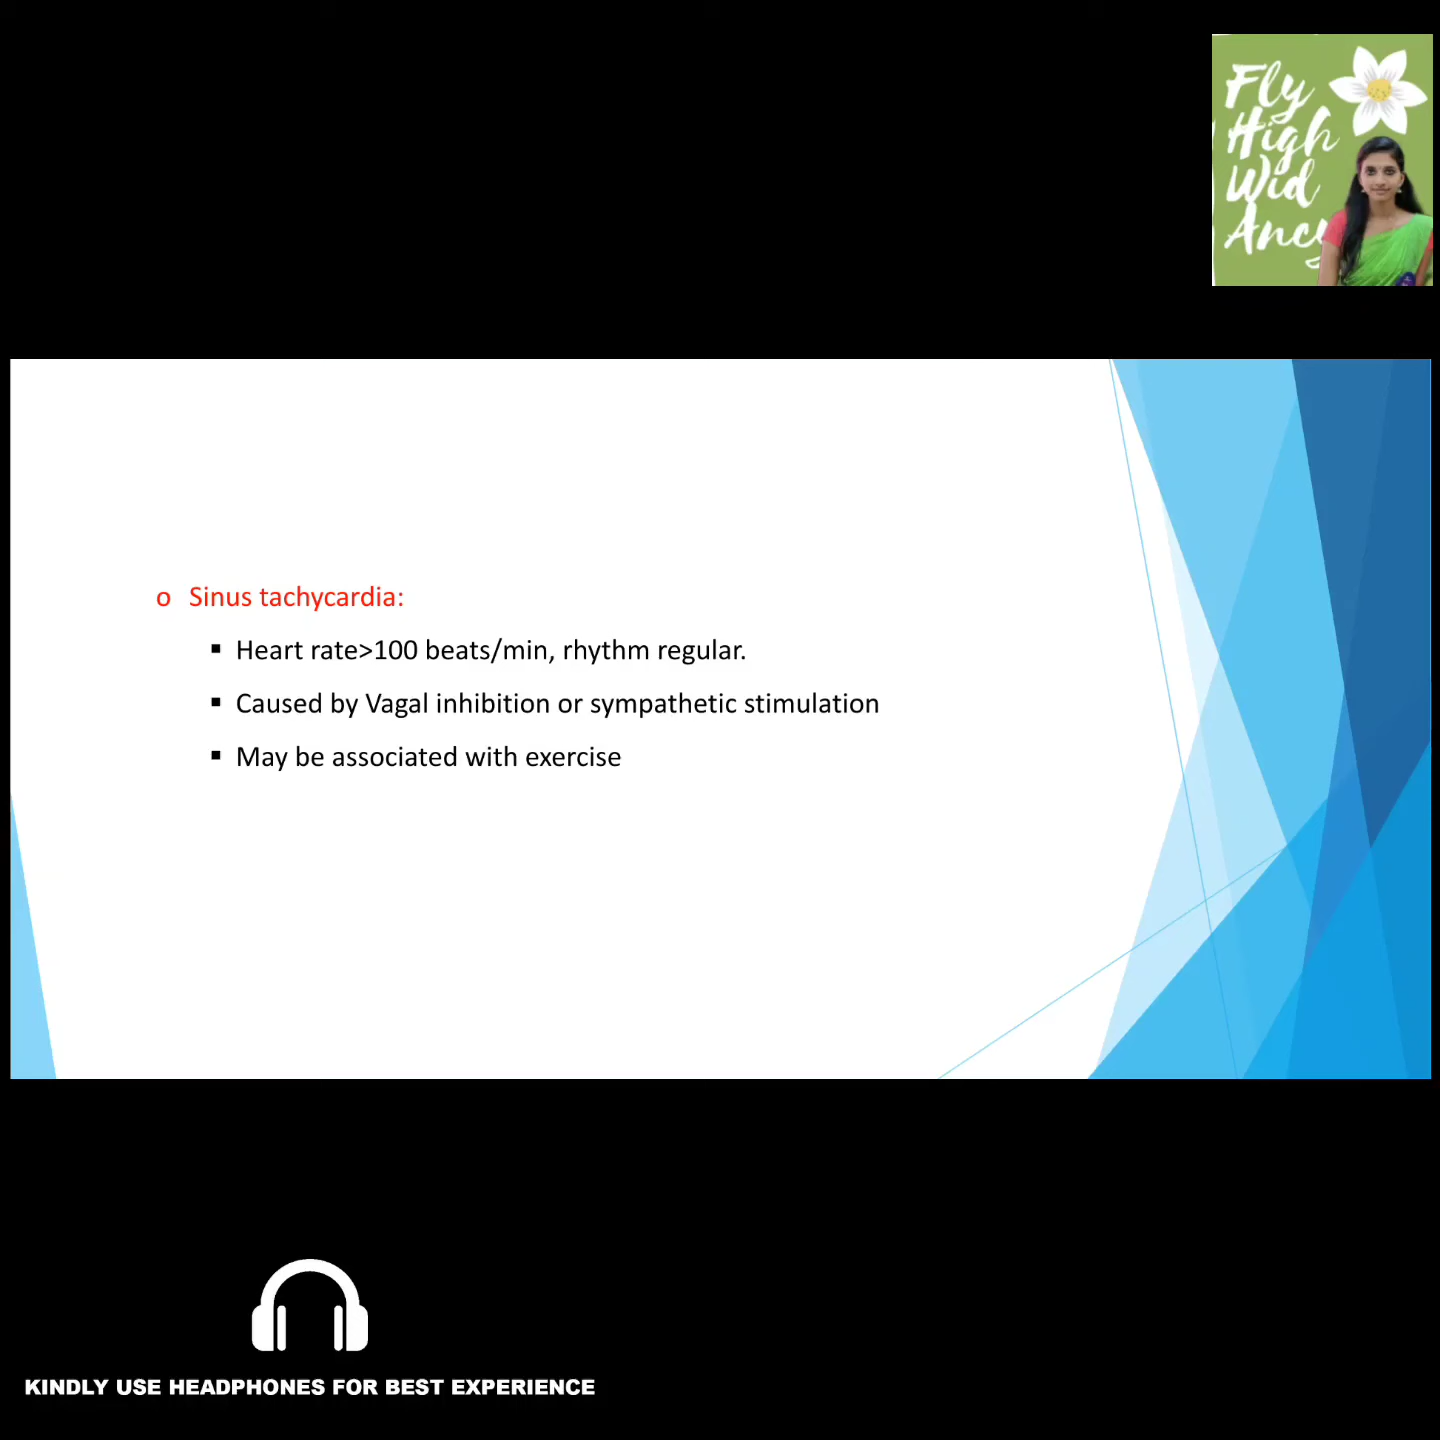 Fly
High
Wid
Ancy
o Sinus tachycardia:
▪ Heart rate>100 beats/min, rhythm regular.
▪ Caused by Vagal inhibition or sympathetic stimulation
▪ May be associated with exercise
KINDLY USE HEADPHONES FOR BEST EXPERIENCE